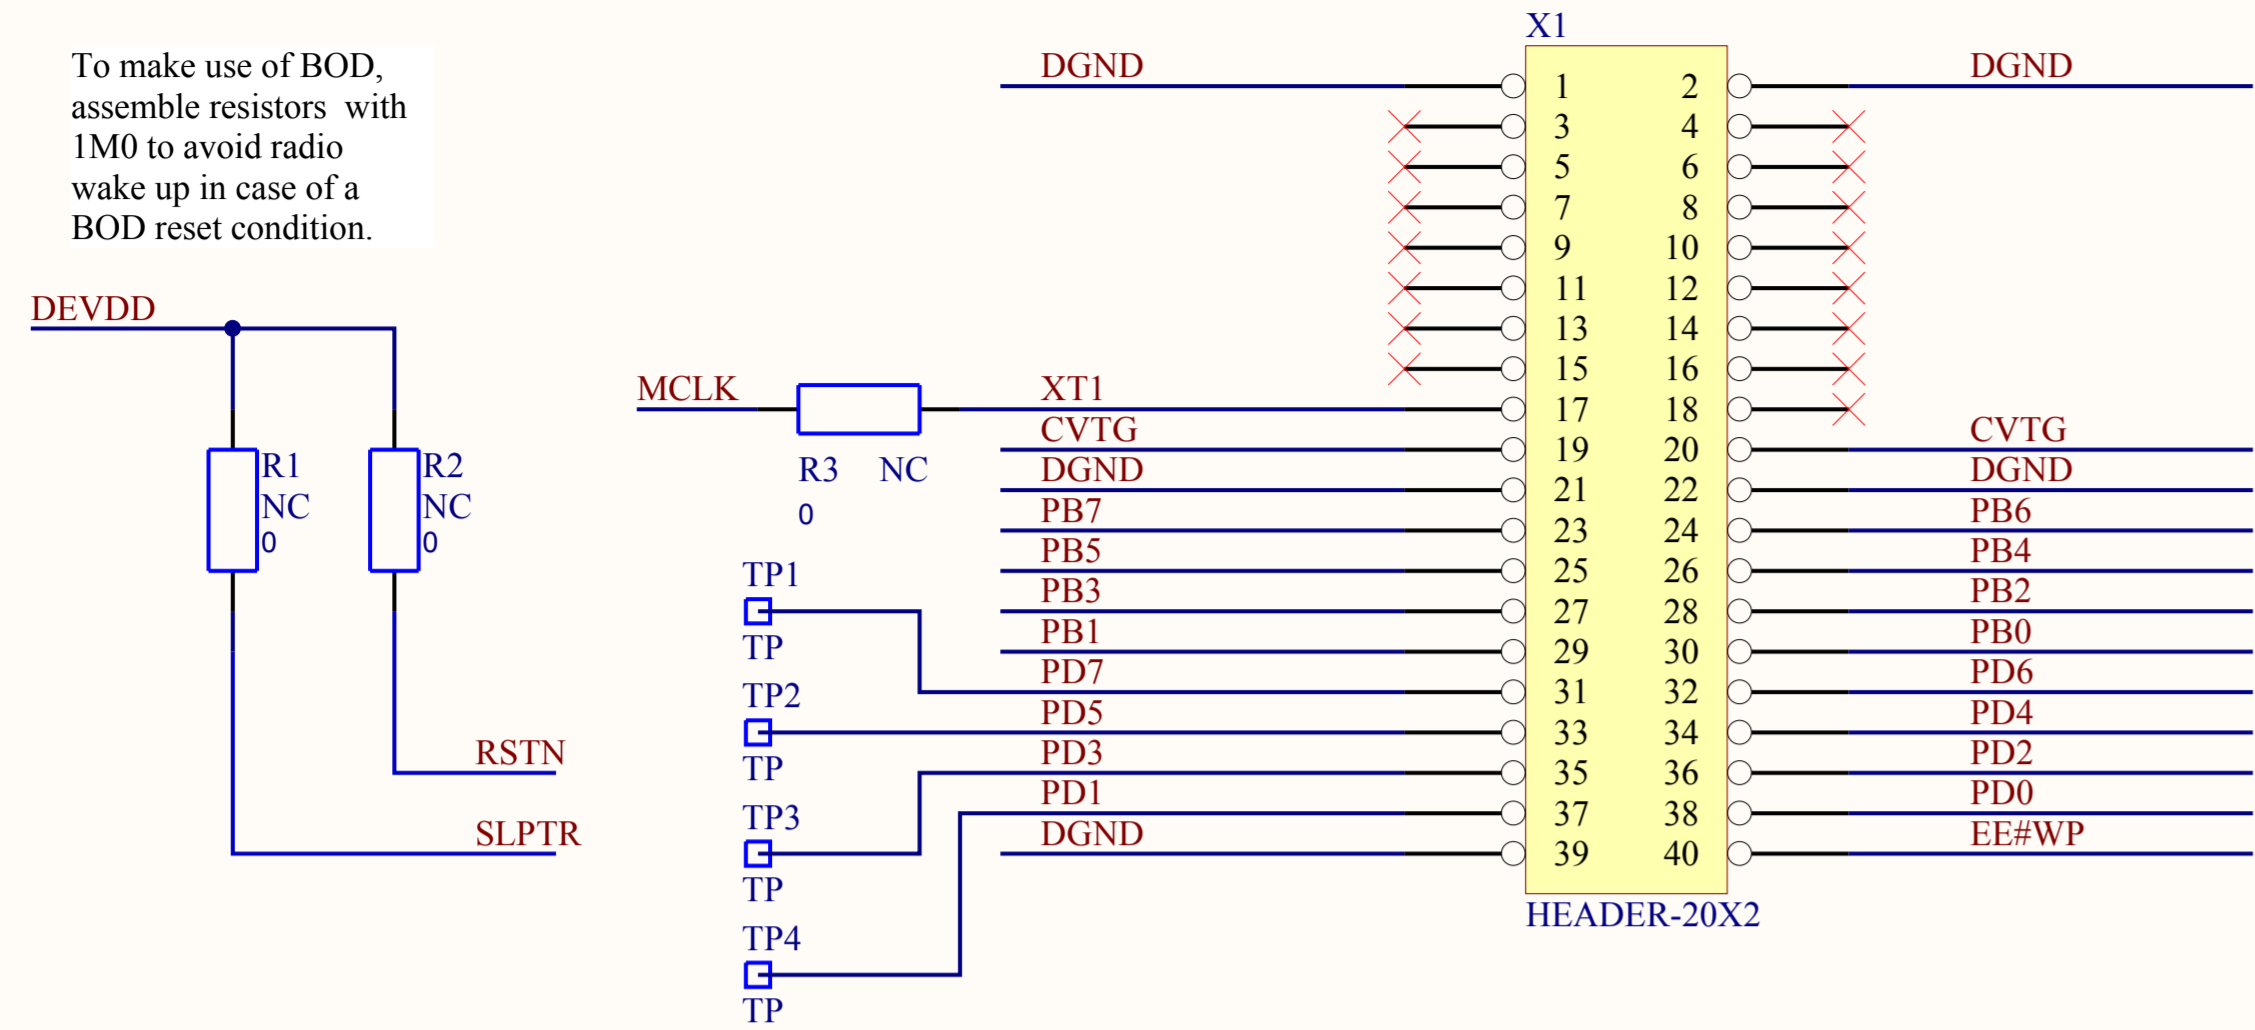 To make use of BOD,
assemble resistors with
1M0 to avoid radio
wake up in case of a
BOD reset condition.
DEVDD
R1
NC
0
R2
NC
0
RSTN
SLPTR
MCLK
R3 NC
0
TP1
TP
TP2
TP
TP3
TP
TP4
TP
X1
DGND 1 2 DGND
3 4
5 6
7 8
9 10
11 12
13 14
15 16
XT1 17 18
CVTG 19 20 CVTG
DGND 21 22 DGND
PB7 23 24 PB6
PB5 25 26 PB4
PB3 27 28 PB2
PB1 29 30 PB0
PD7 31 32 PD6
PD5 33 34 PD4
PD3 35 36 PD2
PD1 37 38 PD0
DGND 39 40 EE#WP
HEADER-20X2